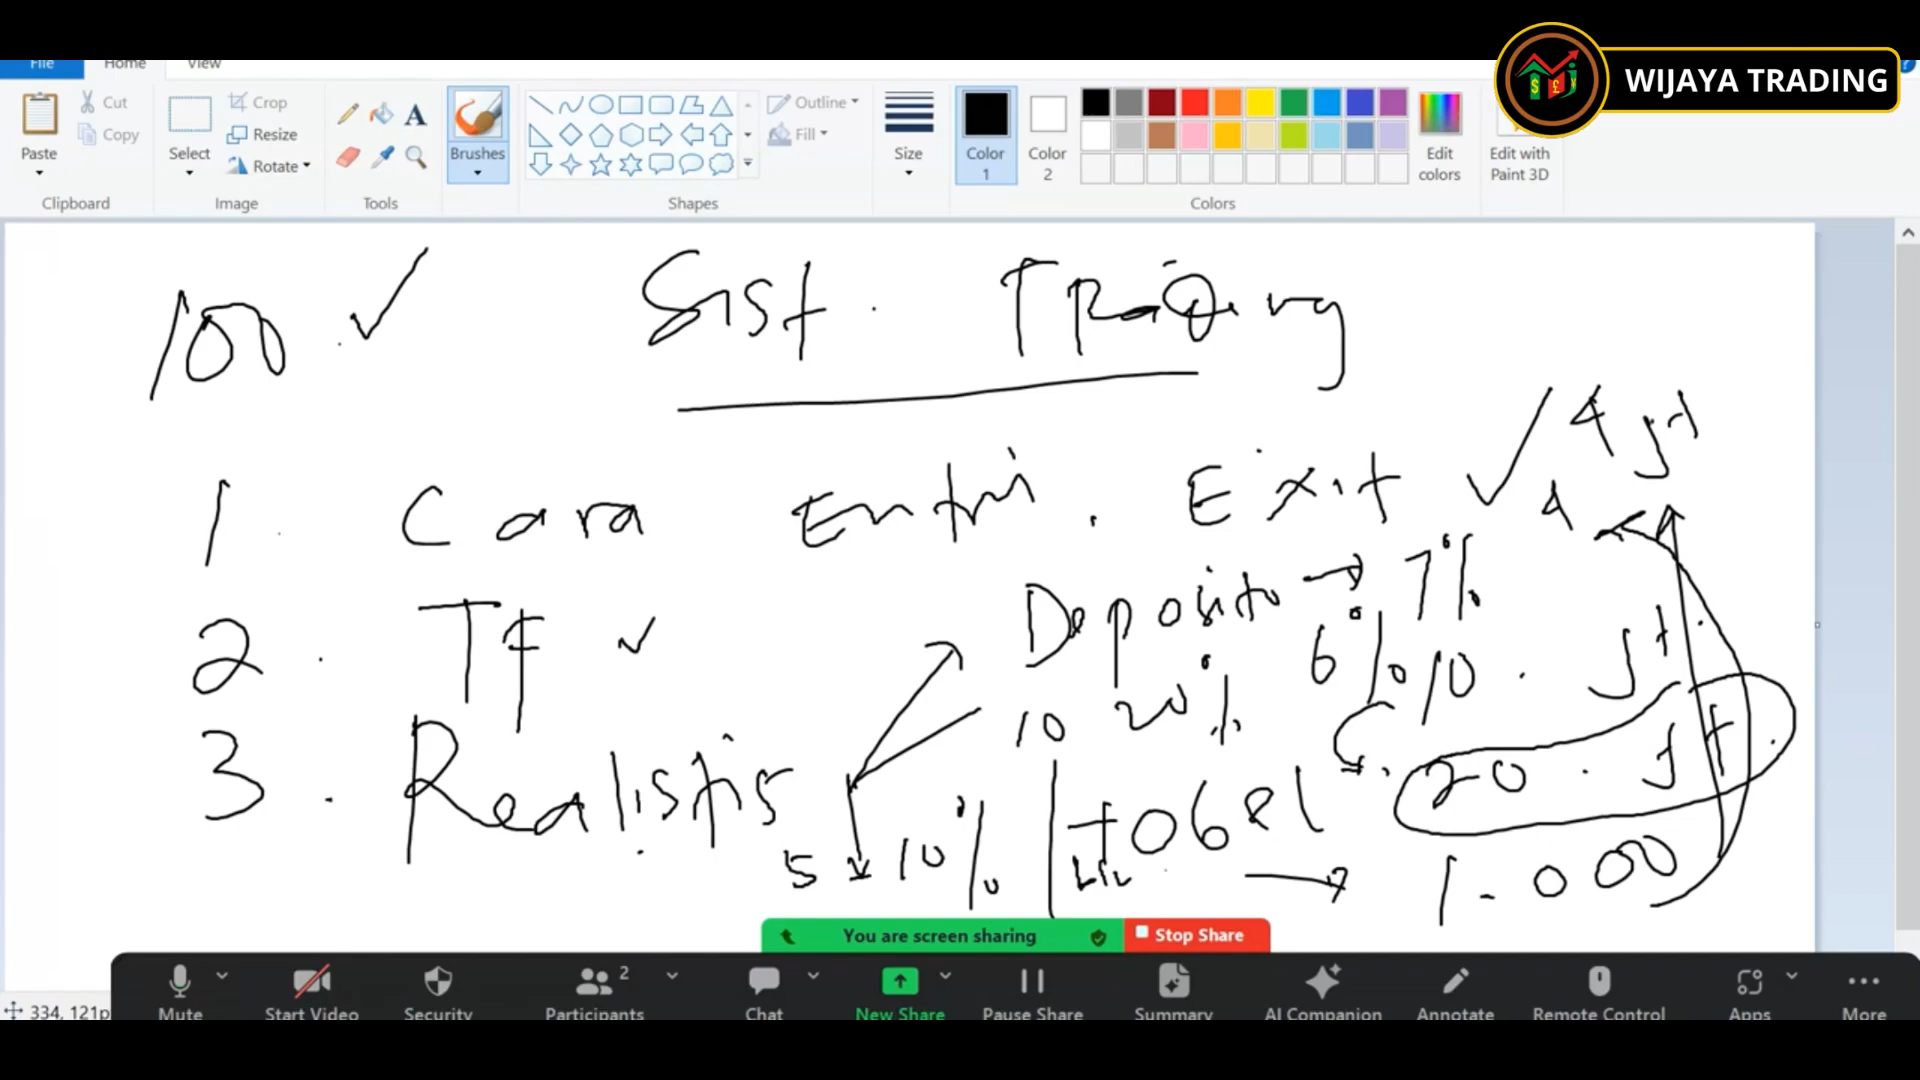 WIJAYA TRADING
File Home View
Cut
Copy
Paste
Clipboard
Select
Crop
Resize
Rotate
Image
Tools
Brushes
Shapes
Outline
Fill
Size
Color 1
Color 2
Edit colors
Colors
Edit with Paint 3D
100 Sist. Trading
4 jt
1. Cara Entri. Exit
4
2. TF
Deposito → 7%
6% 10. jt
3. Realistis
10 20%
20. jt
5 10%
togel → 1.000
You are screen sharing Stop Share
2
Mute Start Video Security Participants Chat New Share Pause Share Summary AI Companion Annotate Remote Control Apps More
334, 121p